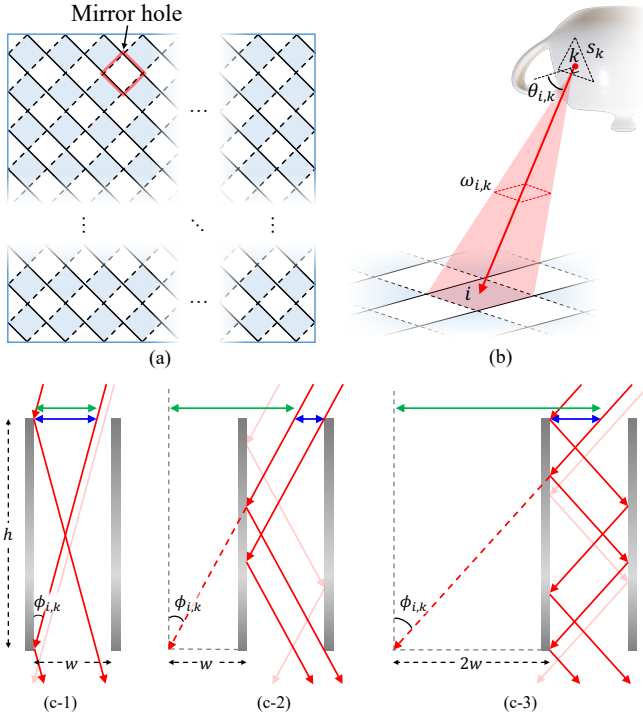 Mirror hole
...
⋮
⋱
⋮
...
(a)
k
s_k
θ_{i,k}
ω_{i,k}
i
(b)
h
ϕ_{i,k}
w
(c-1)
ϕ_{i,k}
w
(c-2)
ϕ_{i,k}
2w
(c-3)